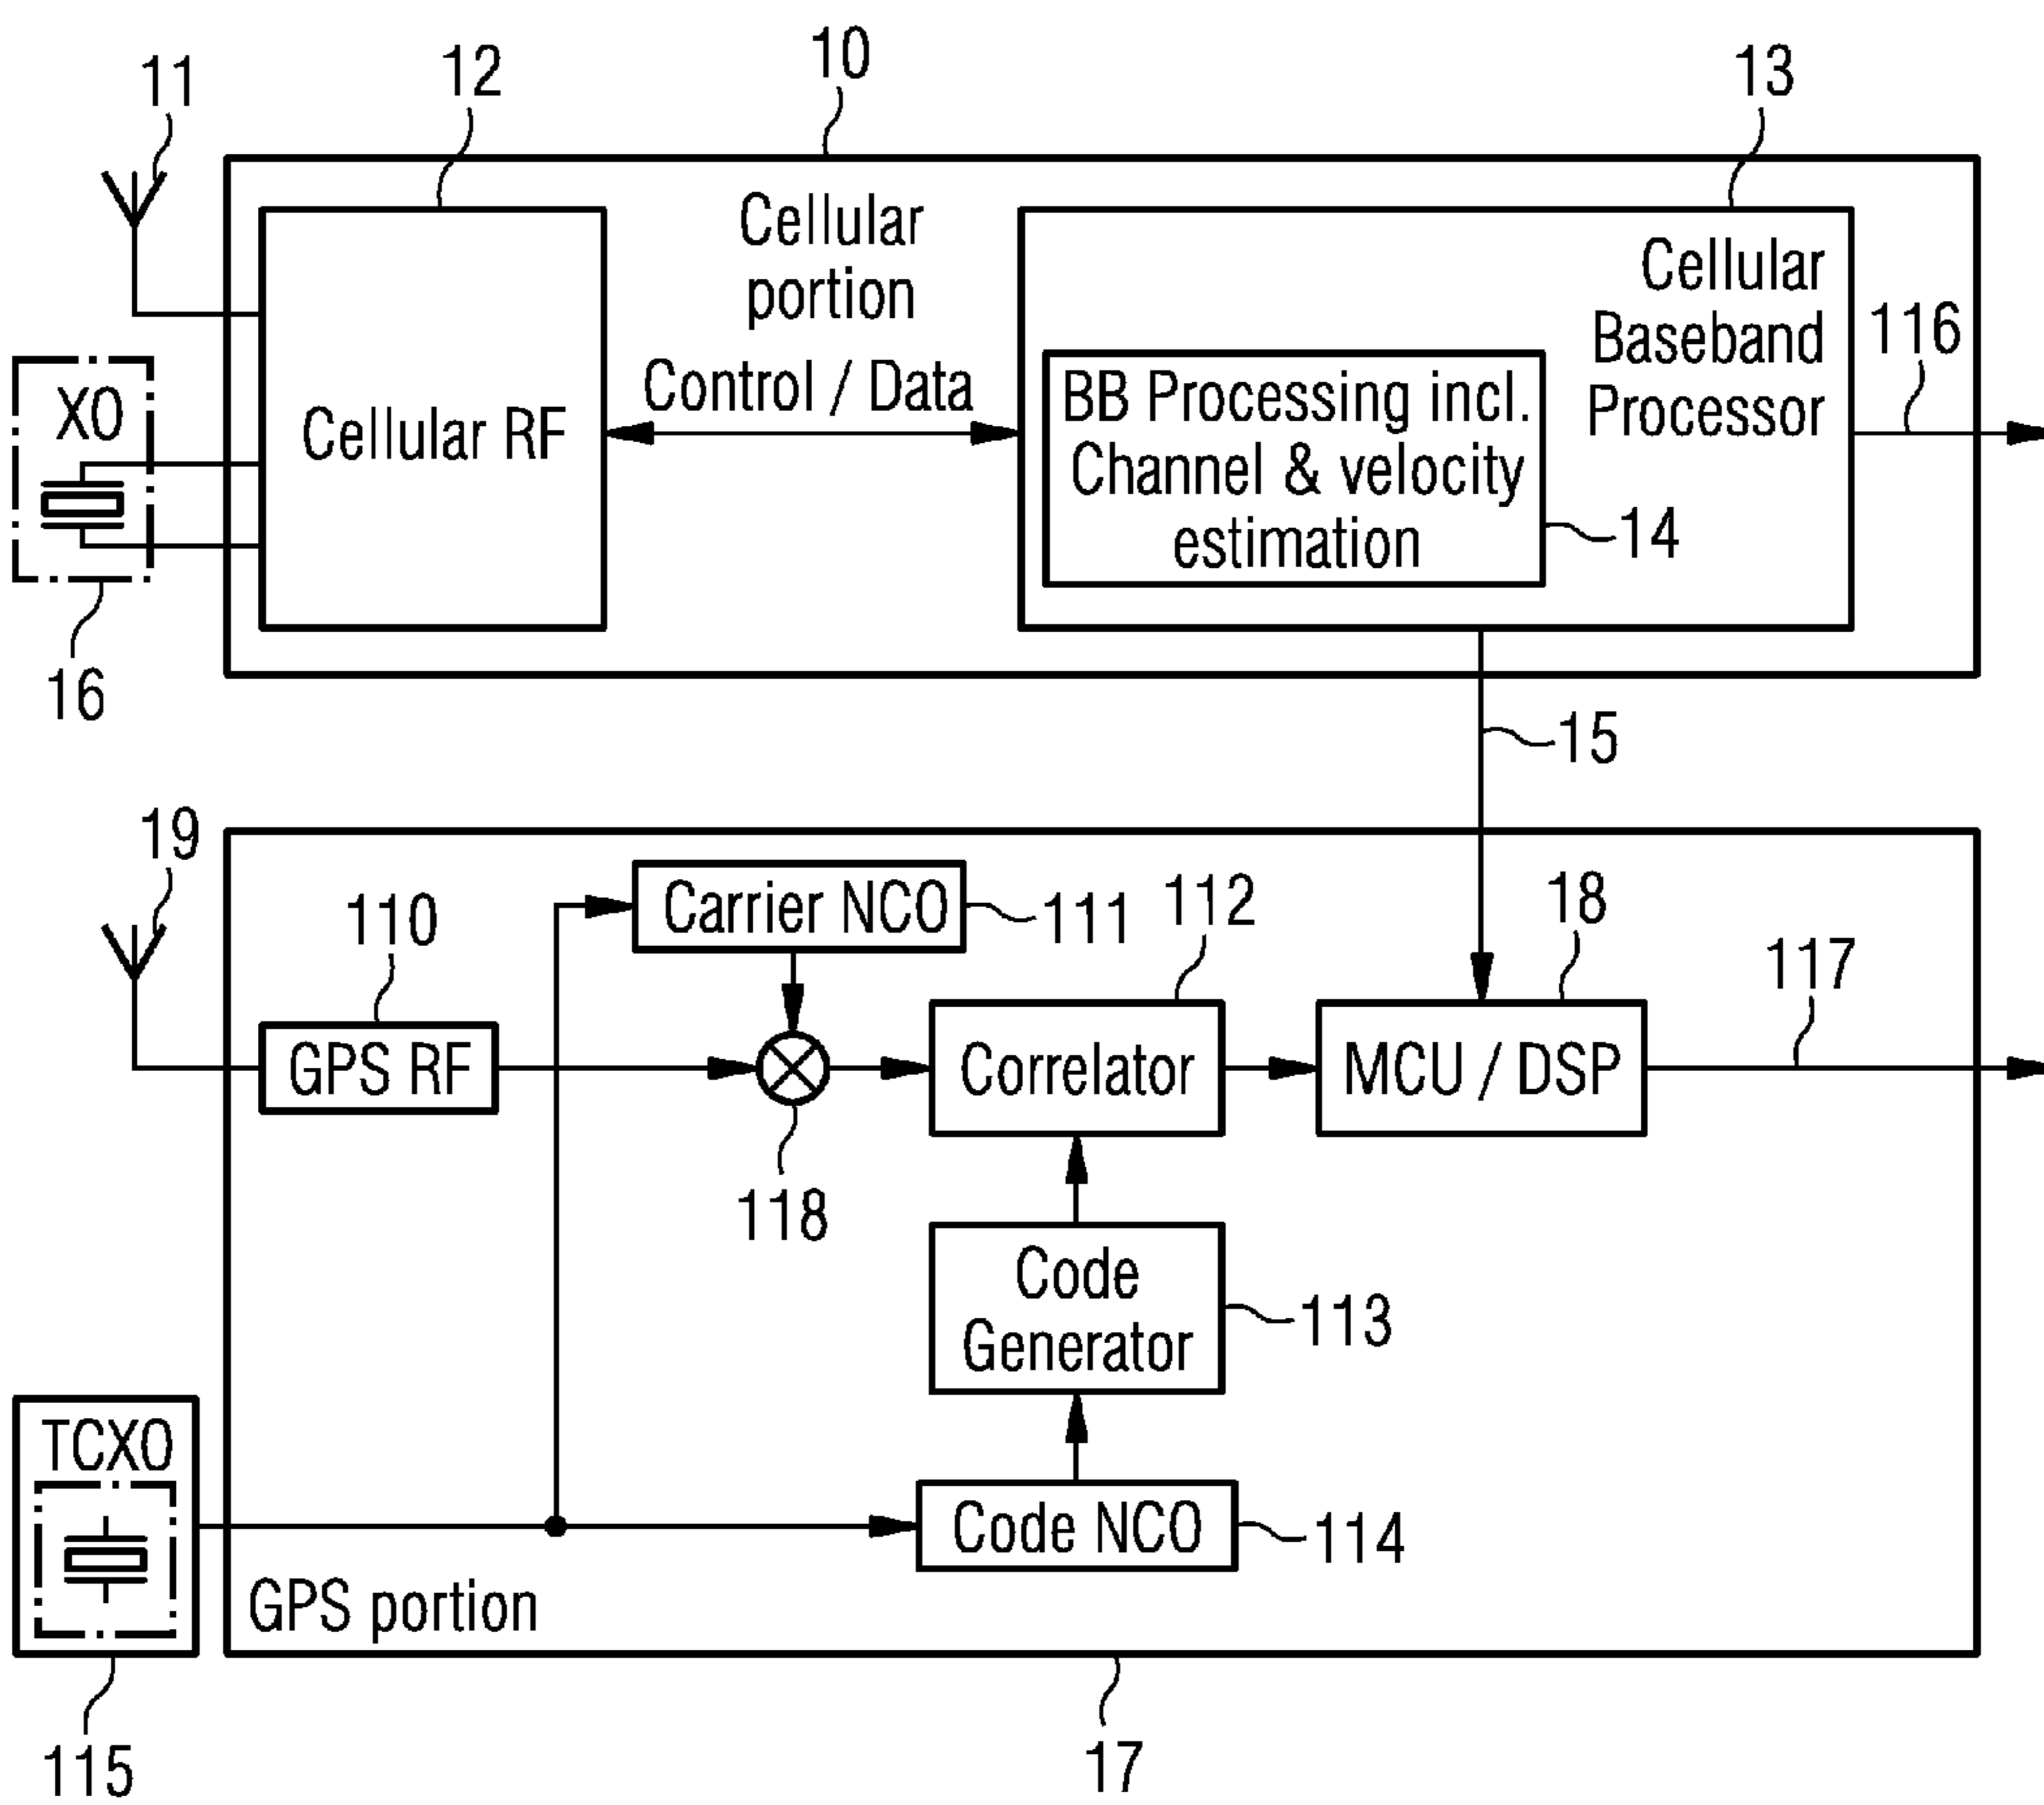 10
11
12
13
Cellular
portion
Cellular
Baseband
Processor
116
XO
Cellular RF
Control / Data
BB Processing incl.
Channel & velocity
estimation
14
16
15
19
110
Carrier NCO
111
112
18
117
GPS RF
Correlator
MCU / DSP
118
Code
Generator
113
TCXO
Code NCO
114
GPS portion
115
17